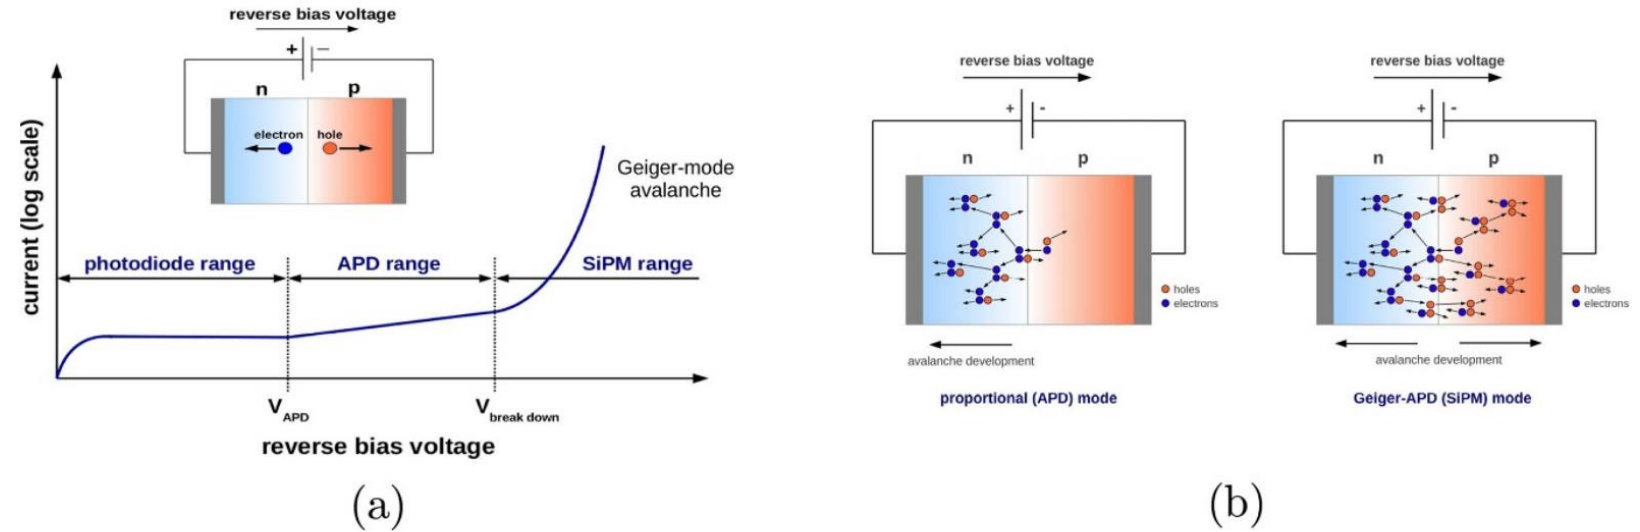 reverse bias voltage
+ −
n p
electron hole
current (log scale)
Geiger-mode
avalanche
photodiode range APD range SiPM range
V APD V break down
reverse bias voltage
(a)
reverse bias voltage
+ -
n p
holes
electrons
avalanche development
proportional (APD) mode
reverse bias voltage
+ -
n p
holes
electrons
avalanche development
Geiger-APD (SiPM) mode
(b)